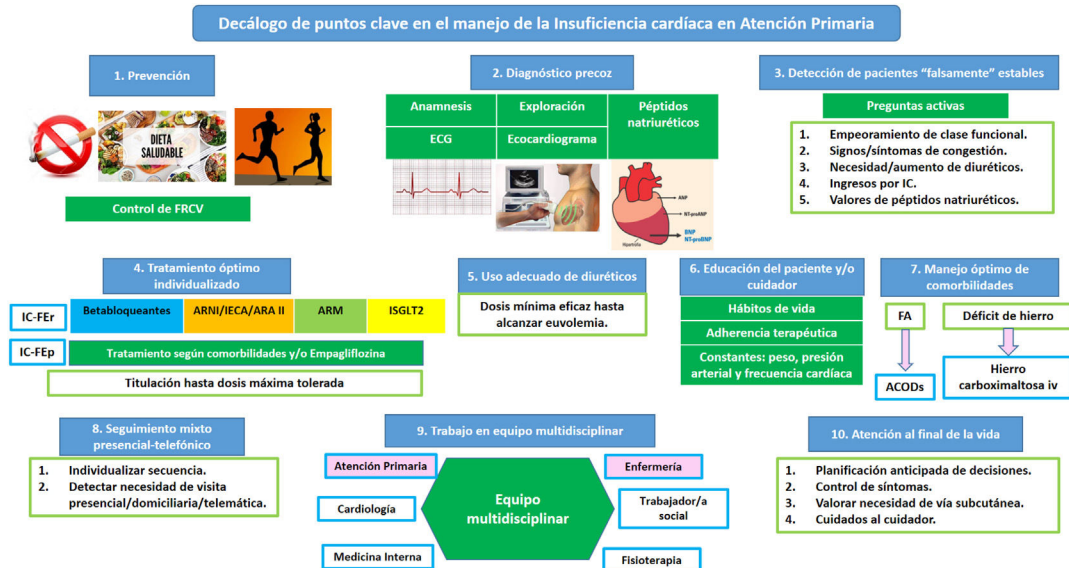 Decálogo de puntos clave en el manejo de la Insuficiencia cardíaca en Atención Primaria
1. Prevención
DIETA
SALUDABLE
Control de FRCV
2. Diagnóstico precoz
Anamnesis
Exploración
Péptidos
natriuréticos
ECG
Ecocardiograma
ANP
NT-proANP
BNP
NT-proBNP
Hipertrofia
3. Detección de pacientes “falsamente” estables
Preguntas activas
1. Empeoramiento de clase funcional.
2. Signos/síntomas de congestión.
3. Necesidad/aumento de diuréticos.
4. Ingresos por IC.
5. Valores de péptidos natriuréticos.
4. Tratamiento óptimo
individualizado
IC-FEr
Betabloqueantes
ARNI/IECA/ARA II
ARM
ISGLT2
IC-FEp
Tratamiento según comorbilidades y/o Empagliflozina
Titulación hasta dosis máxima tolerada
5. Uso adecuado de diuréticos
Dosis mínima eficaz hasta
alcanzar euvolemia.
6. Educación del paciente y/o
cuidador
Hábitos de vida
Adherencia terapéutica
Constantes: peso, presión
arterial y frecuencia cardíaca
7. Manejo óptimo de
comorbilidades
FA
Déficit de hierro
ACODs
Hierro
carboximaltosa iv
8. Seguimiento mixto
presencial-telefónico
1. Individualizar secuencia.
2. Detectar necesidad de visita
presencial/domiciliaria/telemática.
9. Trabajo en equipo multidisciplinar
Atención Primaria
Enfermería
Cardiología
Equipo
multidisciplinar
Trabajador/a
social
Medicina Interna
Fisioterapia
10. Atención al final de la vida
1. Planificación anticipada de decisiones.
2. Control de síntomas.
3. Valorar necesidad de vía subcutánea.
4. Cuidados al cuidador.